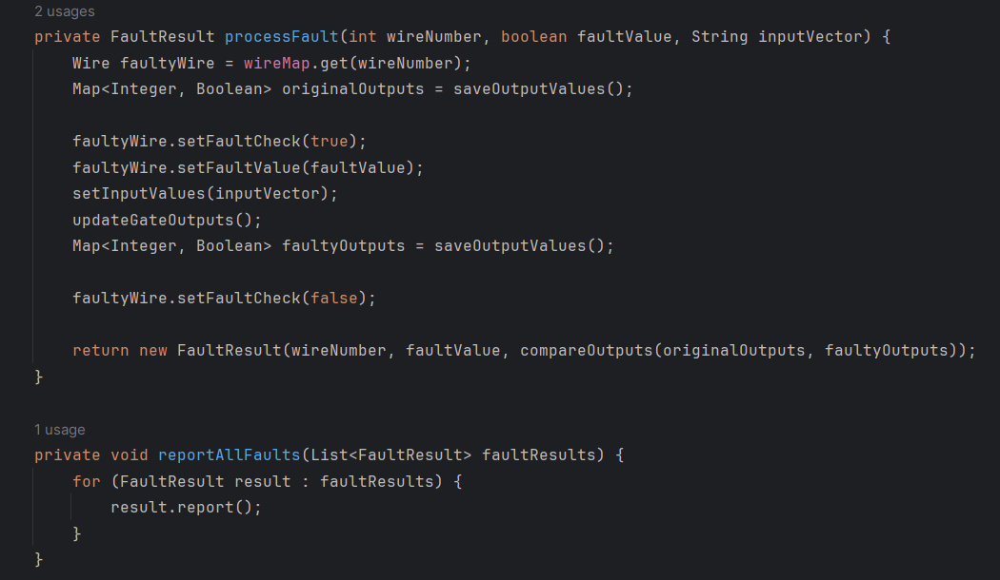 2 usages
private FaultResult processFault(int wireNumber, boolean faultValue, String inputVector) {
    Wire faultyWire = wireMap.get(wireNumber);
    Map<Integer, Boolean> originalOutputs = saveOutputValues();

    faultyWire.setFaultCheck(true);
    faultyWire.setFaultValue(faultValue);
    setInputValues(inputVector);
    updateGateOutputs();
    Map<Integer, Boolean> faultyOutputs = saveOutputValues();

    faultyWire.setFaultCheck(false);

    return new FaultResult(wireNumber, faultValue, compareOutputs(originalOutputs, faultyOutputs));
}

1 usage
private void reportAllFaults(List<FaultResult> faultResults) {
    for (FaultResult result : faultResults) {
        result.report();
    }
}